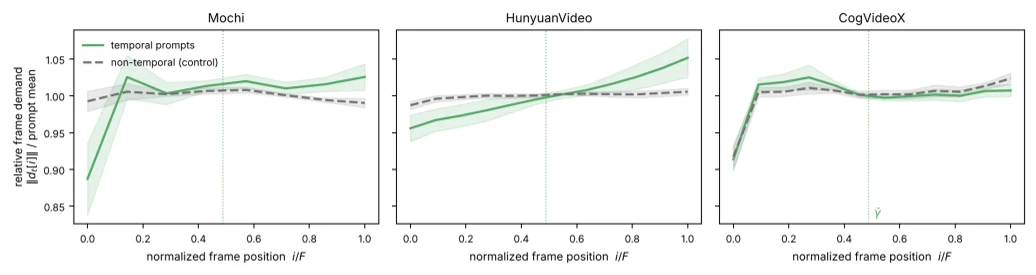 Mochi
HunyuanVideo
CogVideoX
temporal prompts
non-temporal (control)
relative frame demand
‖dₜ[i]‖ / prompt mean
1.05
1.00
0.95
0.90
0.85
0.0 0.2 0.4 0.6 0.8 1.0
0.0 0.2 0.4 0.6 0.8 1.0
0.0 0.2 0.4 0.6 0.8 1.0
γ̄
normalized frame position i/F
normalized frame position i/F
normalized frame position i/F